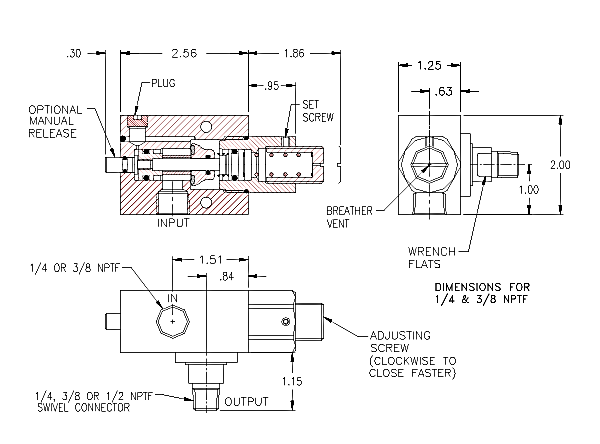 .30
2.56
1.86
1.25
PLUG
.95
.63
OPTIONAL
MANUAL
RELEASE
SET
SCREW
2.00
1.00
INPUT
BREATHER
VENT
WRENCH
FLATS
1.51
1/4 OR 3/8 NPTF
.84
DIMENSIONS FOR
1/4 & 3/8 NPTF
IN
ADJUSTING
SCREW
(CLOCKWISE TO
CLOSE FASTER)
1.15
1/4, 3/8 OR 1/2 NPTF
SWIVEL CONNECTOR
OUTPUT